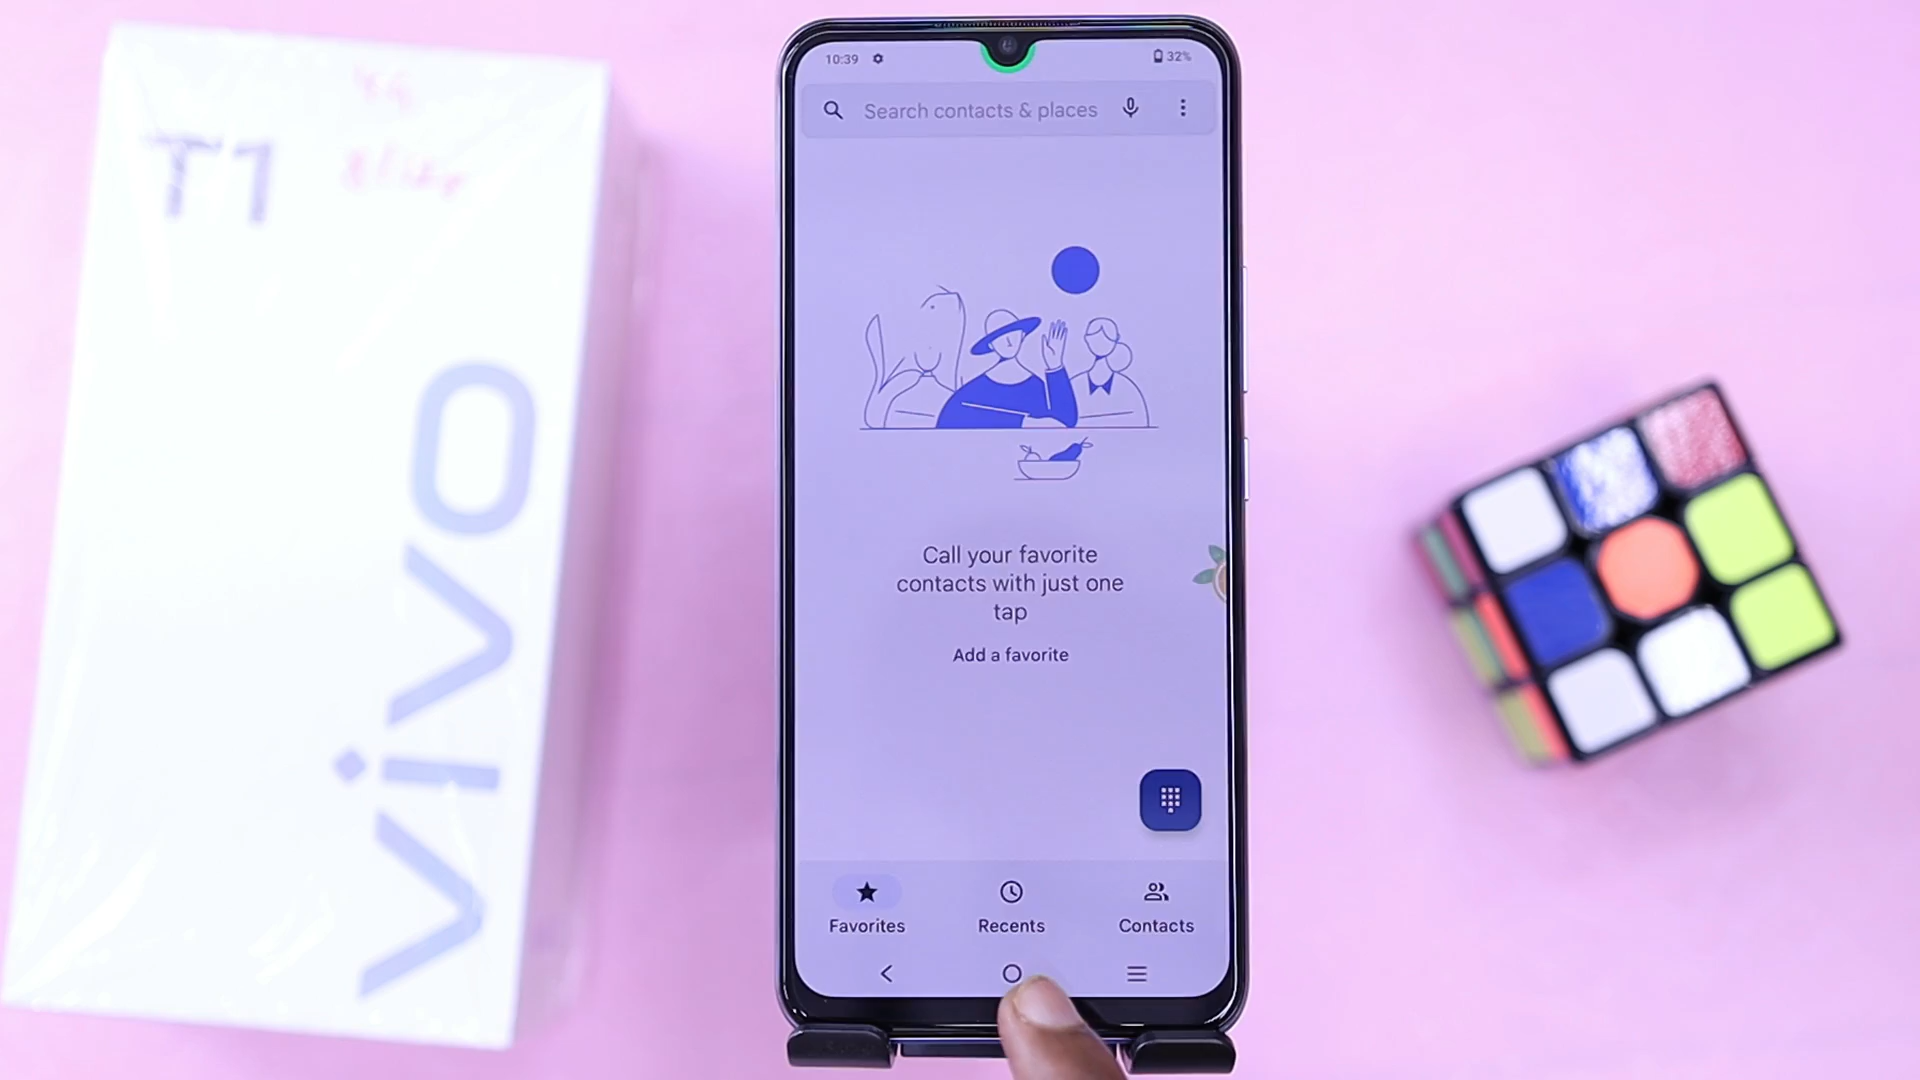 T1
vivo
10:39
32%
Search contacts & places
Call your favorite
contacts with just one
tap
Add a favorite
Favorites
Recents
Contacts